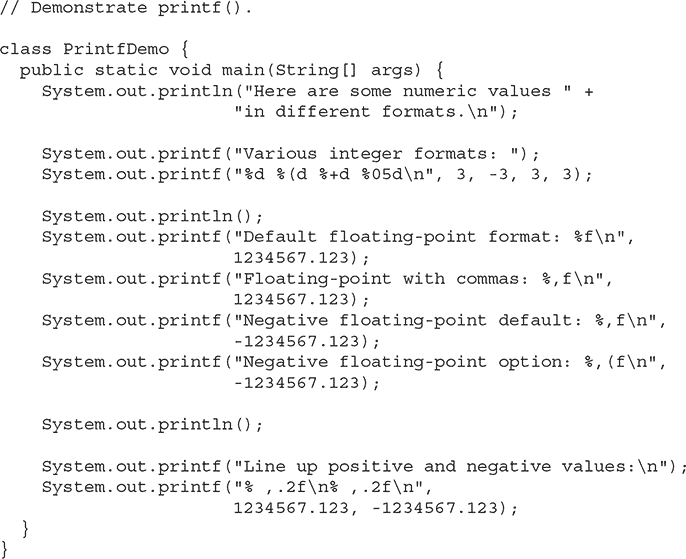 // Demonstrate printf().

class PrintfDemo {
  public static void main(String[] args) {
    System.out.println("Here are some numeric values " +
                       "in different formats.\n");

    System.out.printf("Various integer formats: ");
    System.out.printf("%d %(d %+d %05d\n", 3, -3, 3, 3);

    System.out.println();
    System.out.printf("Default floating-point format: %f\n",
                       1234567.123);
    System.out.printf("Floating-point with commas: %,f\n",
                       1234567.123);
    System.out.printf("Negative floating-point default: %,f\n",
                       -1234567.123);
    System.out.printf("Negative floating-point option: %,(f\n",
                       -1234567.123);

    System.out.println();

    System.out.printf("Line up positive and negative values:\n");
    System.out.printf("% ,.2f\n% ,.2f\n",
                       1234567.123, -1234567.123);
  }
}